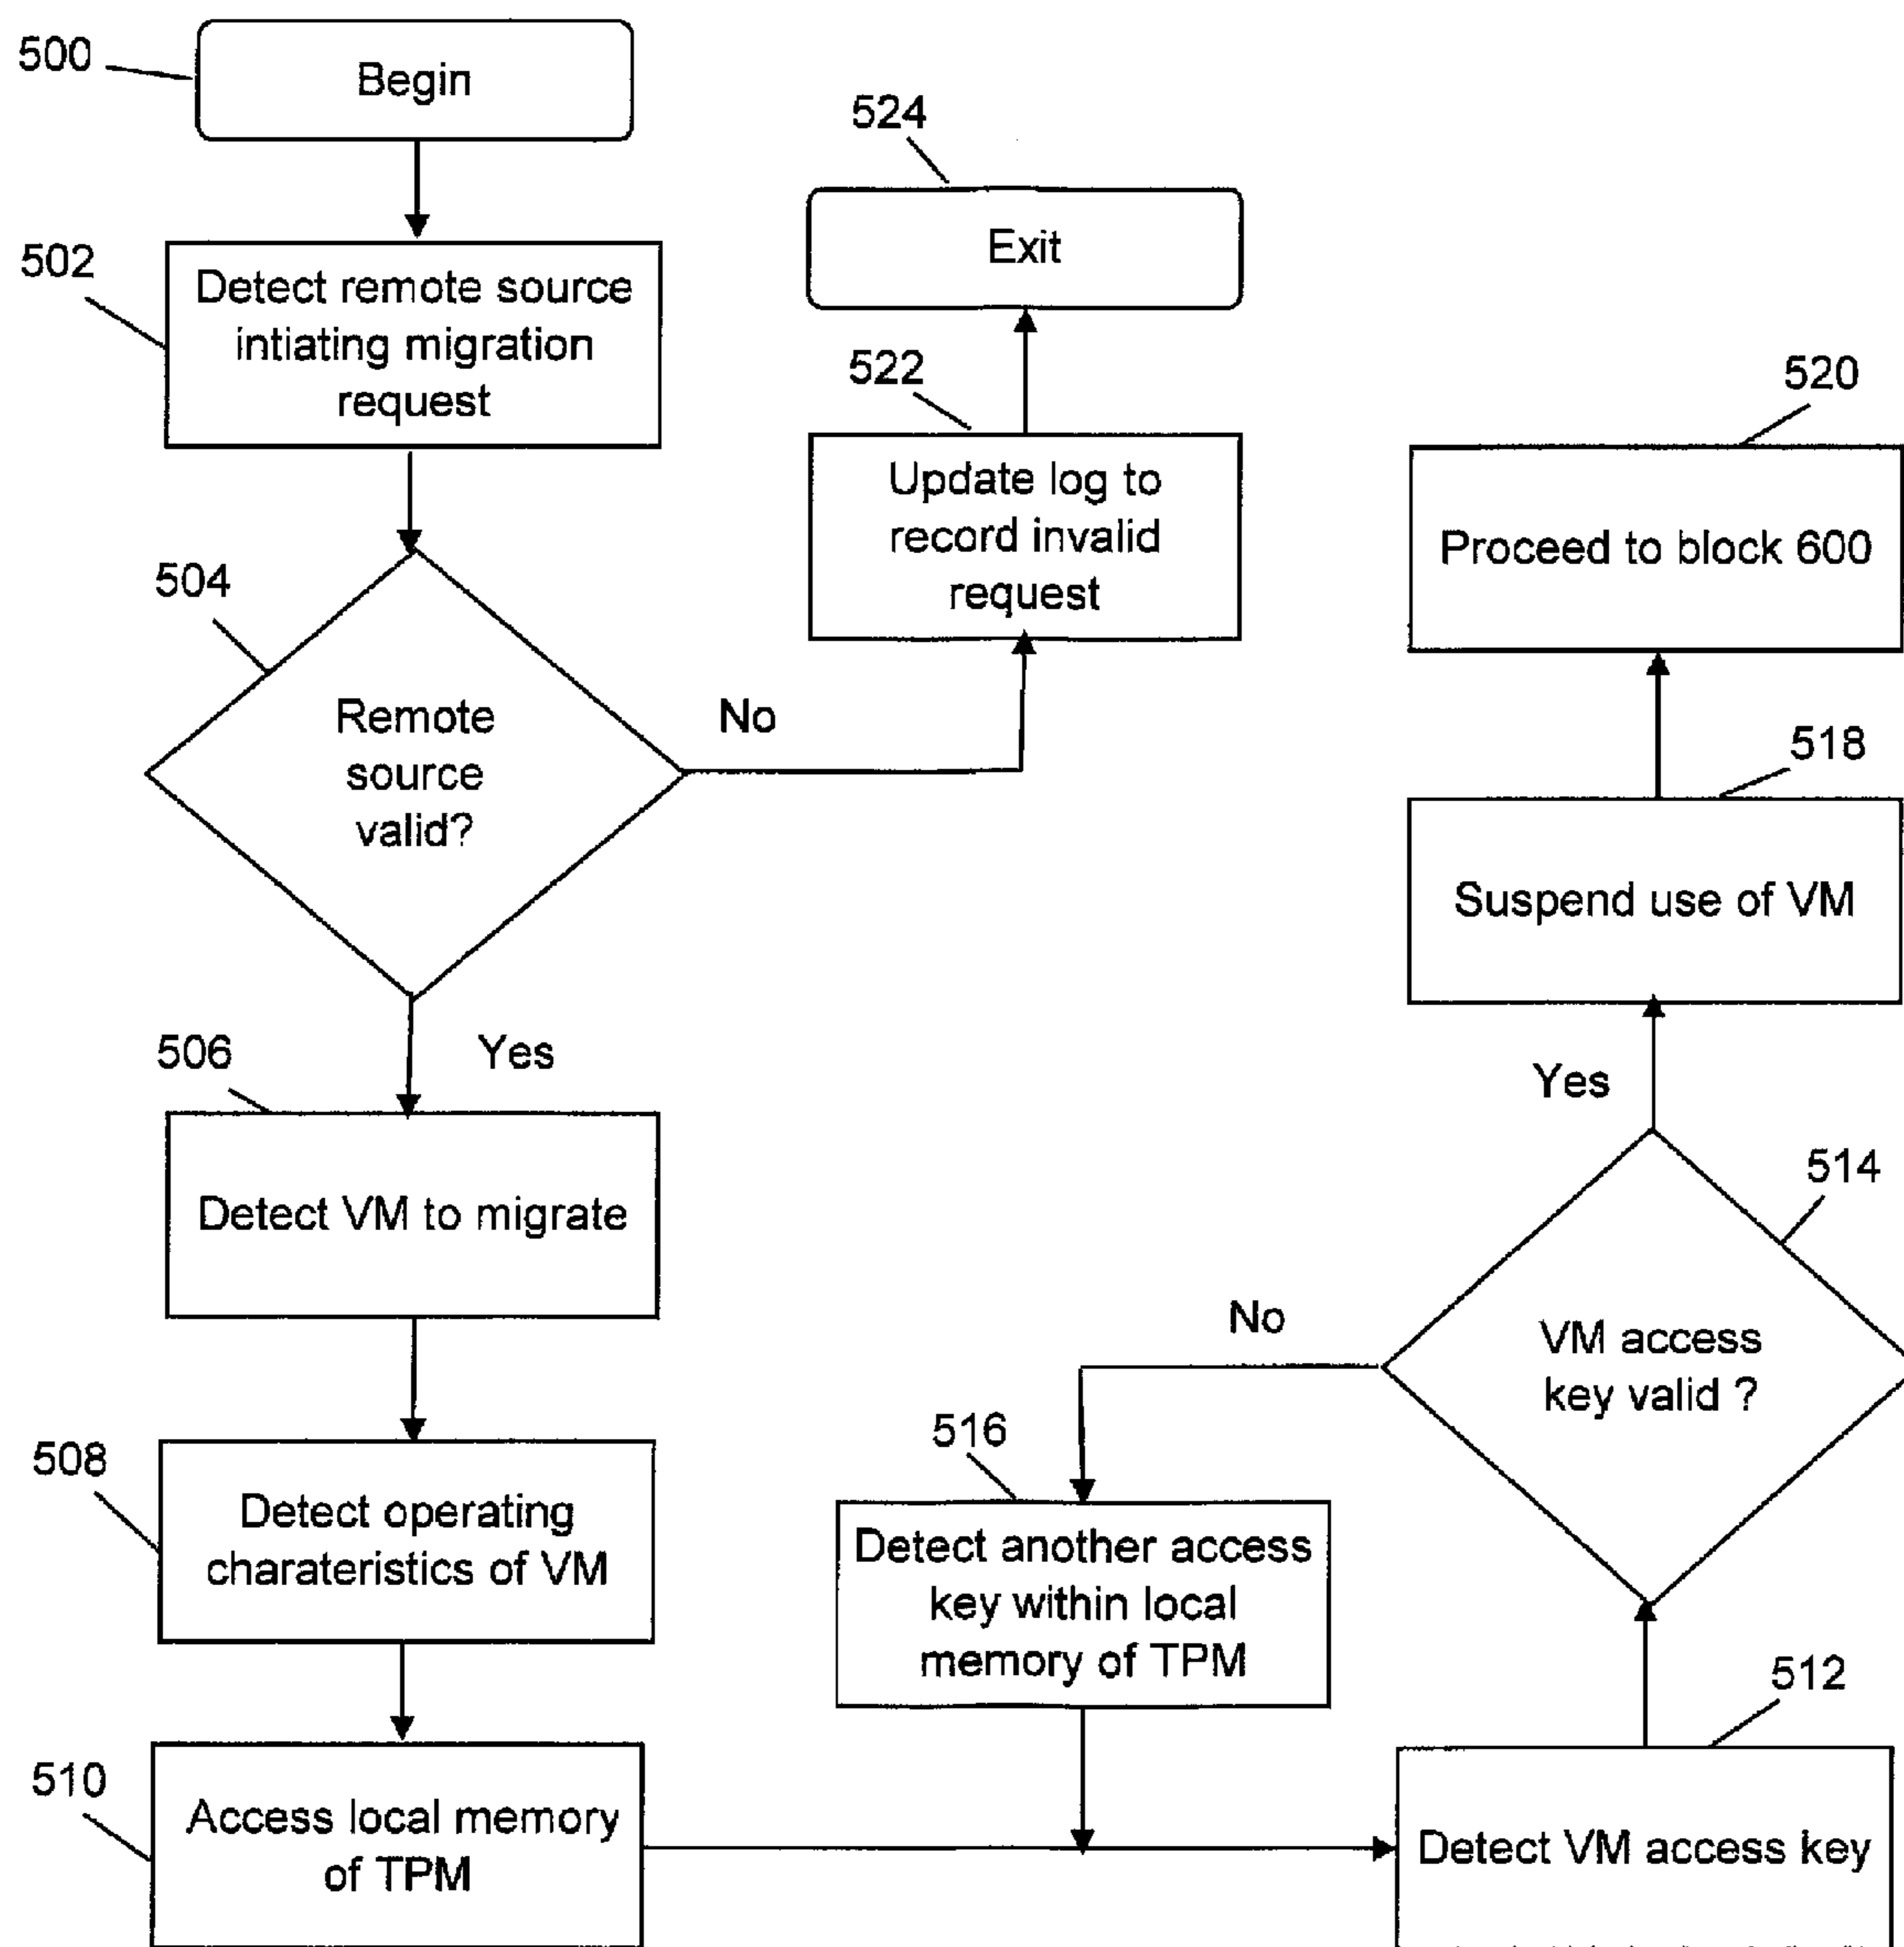 500
Begin
502
Detect remote source
intiating migration
request
504
Remote
source
valid?
No
Yes
506
Detect VM to migrate
508
Detect operating
charateristics of VM
510
Access local memory
of TPM
524
Exit
522
Update log to
record invalid
request
520
Proceed to block 600
518
Suspend use of VM
Yes
514
VM access
key valid ?
No
516
Detect another access
key within local
memory of TPM
512
Detect VM access key